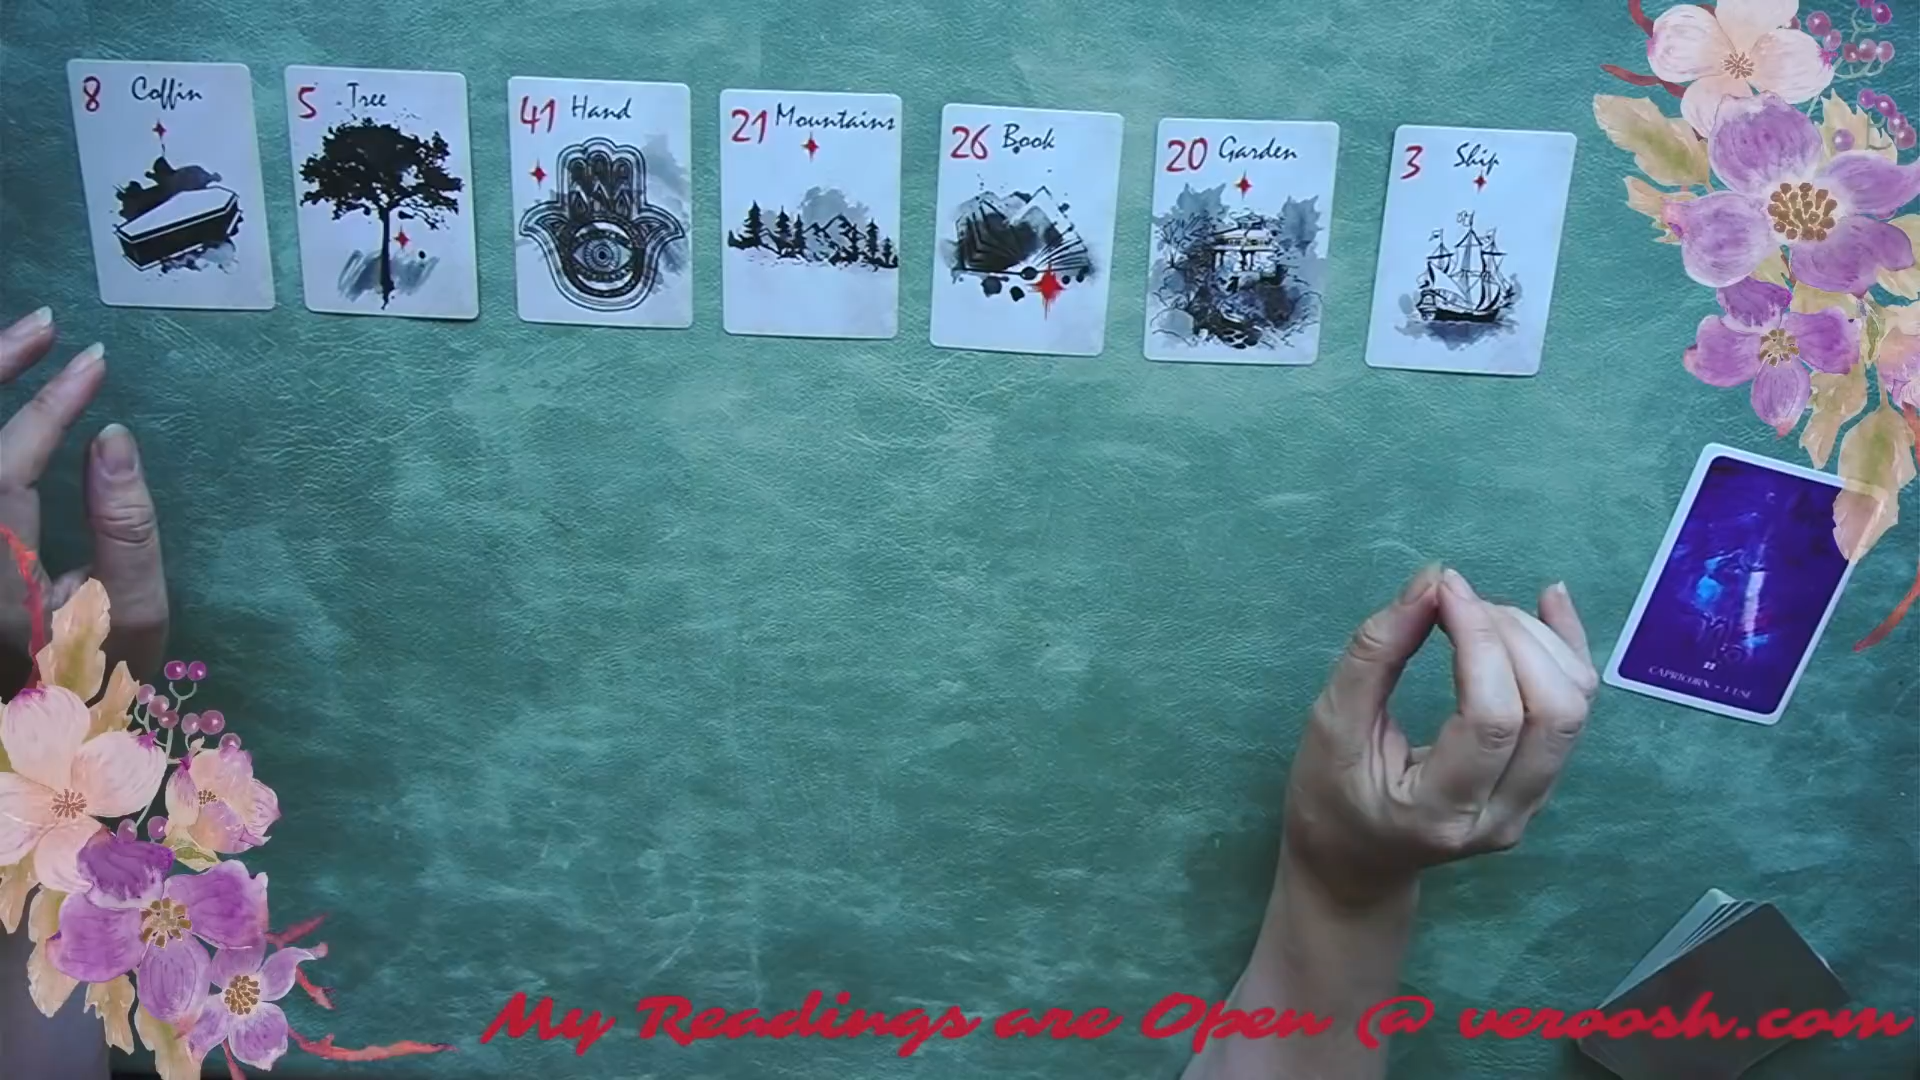 8 Coffin
5 Tree
41 Hand
21 Mountains
26 Book
20 Garden
3 Ship
CAPRICORN
My Readings are Open @ veroosh.com